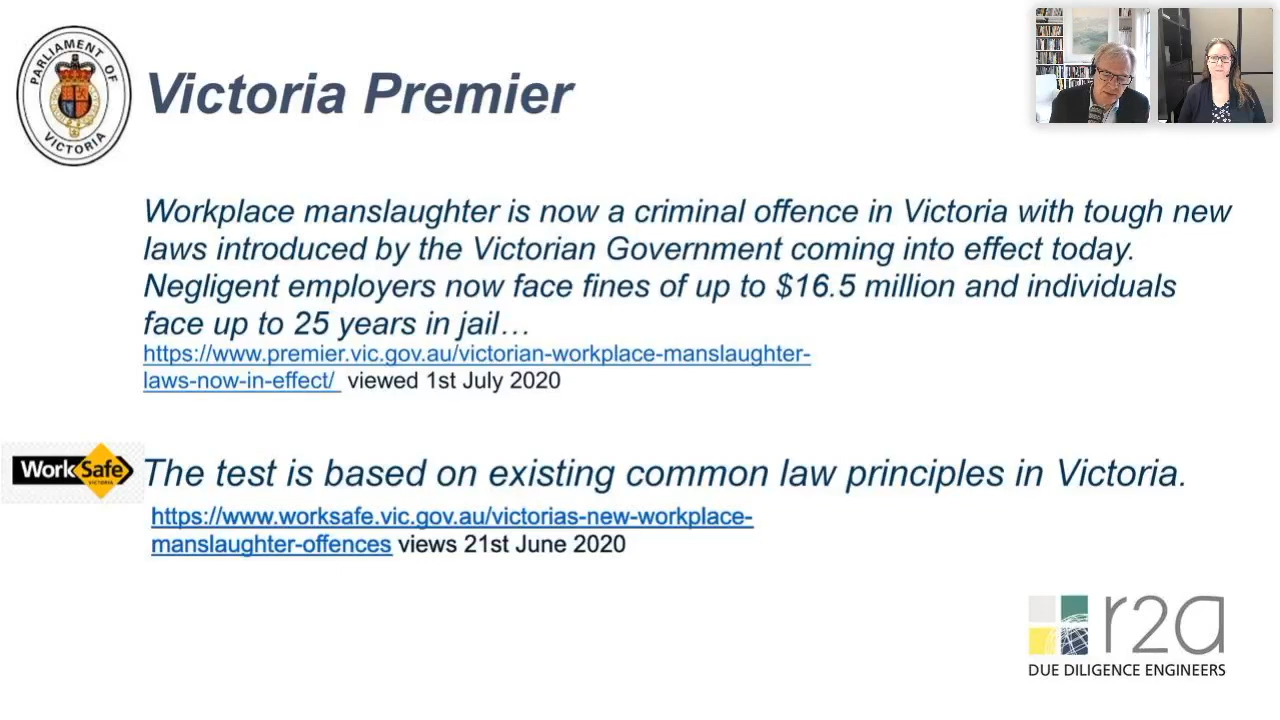 PARLIAMENT OF
VICTORIA
Victoria Premier
Workplace manslaughter is now a criminal offence in Victoria with tough new
laws introduced by the Victorian Government coming into effect today.
Negligent employers now face fines of up to $16.5 million and individuals
face up to 25 years in jail…
https://www.premier.vic.gov.au/victorian-workplace-manslaughter-
laws-now-in-effect/ viewed 1st July 2020
WorkSafe
VICTORIA
The test is based on existing common law principles in Victoria.
https://www.worksafe.vic.gov.au/victorias-new-workplace-
manslaughter-offences views 21st June 2020
r2a
DUE DILIGENCE ENGINEERS